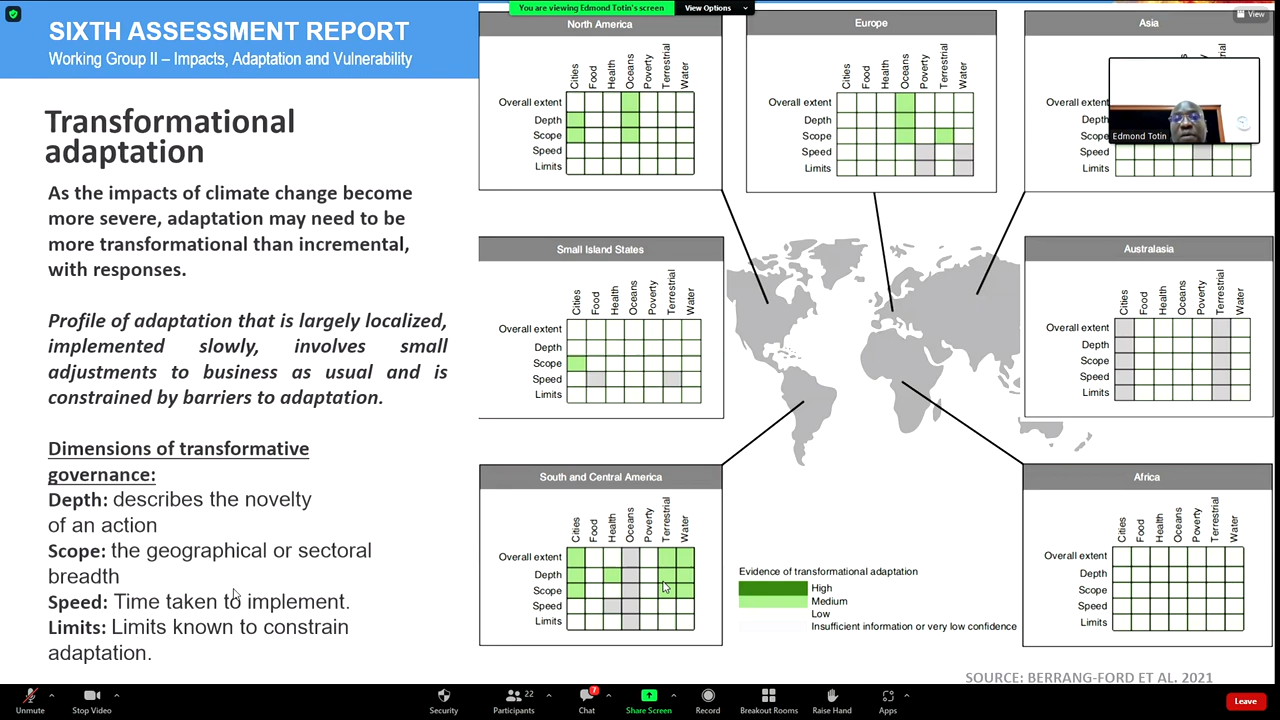 You are viewing Edmond Totin's screen
View Options
View
SIXTH ASSESSMENT REPORT
Working Group II – Impacts, Adaptation and Vulnerability
Transformational
adaptation
As the impacts of climate change become
more severe, adaptation may need to be
more transformational than incremental,
with responses.
Profile of adaptation that is largely localized,
implemented slowly, involves small
adjustments to business as usual and is
constrained by barriers to adaptation.
Dimensions of transformative
governance:
Depth: describes the novelty
of an action
Scope: the geographical or sectoral
breadth
Speed: Time taken to implement.
Limits: Limits known to constrain
adaptation.
North America
Cities Food Health Oceans Poverty Terrestrial Water
Overall extent
Depth
Scope
Speed
Limits
Europe
Cities Food Health Oceans Poverty Terrestrial Water
Overall extent
Depth
Scope
Speed
Limits
Asia
Overall extent
Depth
Scope
Speed
Limits
Edmond Totin
Small Island States
Cities Food Health Oceans Poverty Terrestrial Water
Overall extent
Depth
Scope
Speed
Limits
Australasia
Cities Food Health Oceans Poverty Terrestrial Water
Overall extent
Depth
Scope
Speed
Limits
South and Central America
Cities Food Health Oceans Poverty Terrestrial Water
Overall extent
Depth
Scope
Speed
Limits
Evidence of transformational adaptation
High
Medium
Low
Insufficient information or very low confidence
Africa
Cities Food Health Oceans Poverty Terrestrial Water
Overall extent
Depth
Scope
Speed
Limits
SOURCE: BERRANG-FORD ET AL. 2021
Unmute
Stop Video
Security
Participants 22
Chat 7
Share Screen
Record
Breakout Rooms
Raise Hand
Apps
Leave